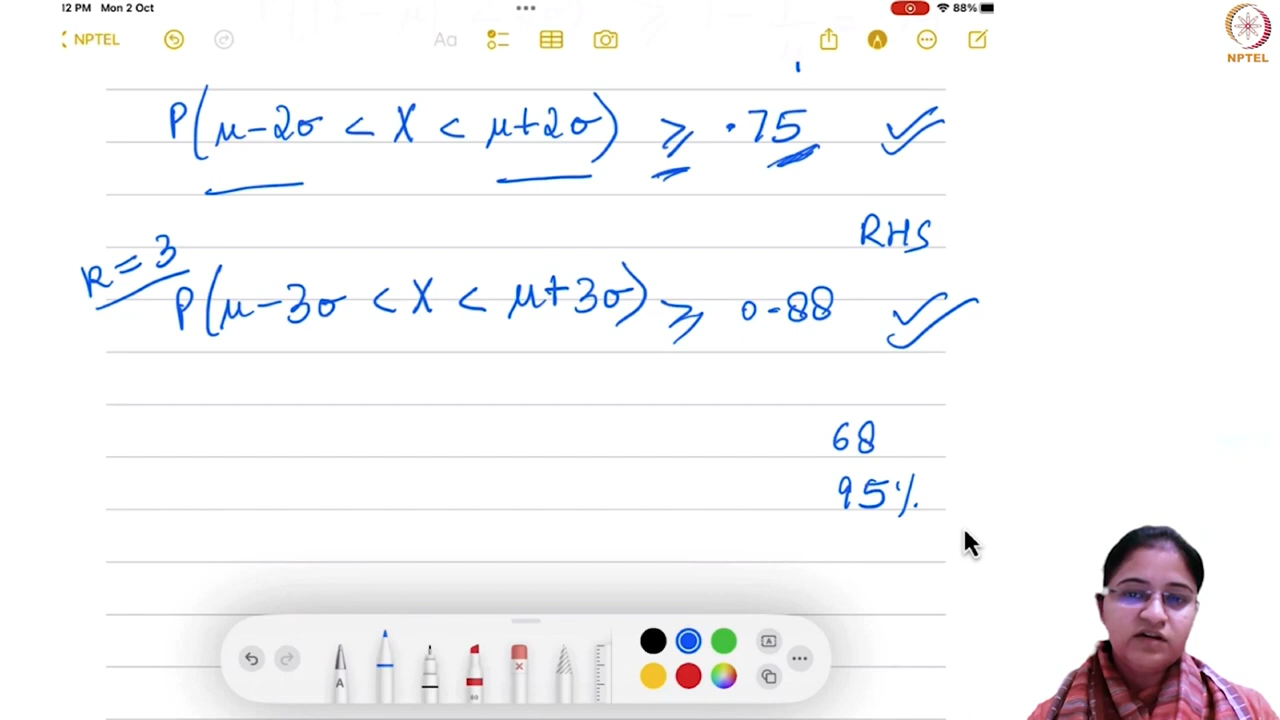 12 PM Mon 2 Oct
88%
NPTEL
Aa
NPTEL
P(μ-2σ < X < μ+2σ) ≥ .75
RHS
K=3
P(μ-3σ < X < μ+3σ) ≥ 0.88
68
95%
A